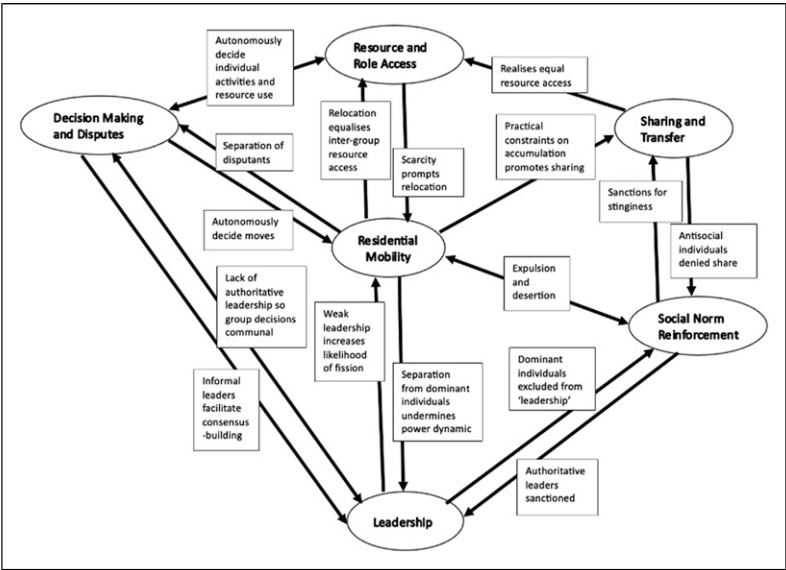 Autonomously
decide
individual
activities and
resource use
Resource and
Role Access
Realises equal
resource access
Decision Making
and Disputes
Relocation
equalises
inter-group
resource
access
Practical
constraints on
accumulation
promotes sharing
Sharing and
Transfer
Separation of
disputants
Scarcity
prompts
relocation
Sanctions for
stinginess
Autonomously
decide moves
Residential
Mobility
Antisocial
individuals
denied share
Lack of
authoritative
leadership so
group decisions
communal
Expulsion
and
desertion
Weak
leadership
increases
likelihood
of fission
Social Norm
Reinforcement
Informal
leaders
facilitate
consensus
-building
Separation
from dominant
individuals
undermines
power dynamic
Dominant
individuals
excluded from
‘leadership’
Authoritative
leaders
sanctioned
Leadership